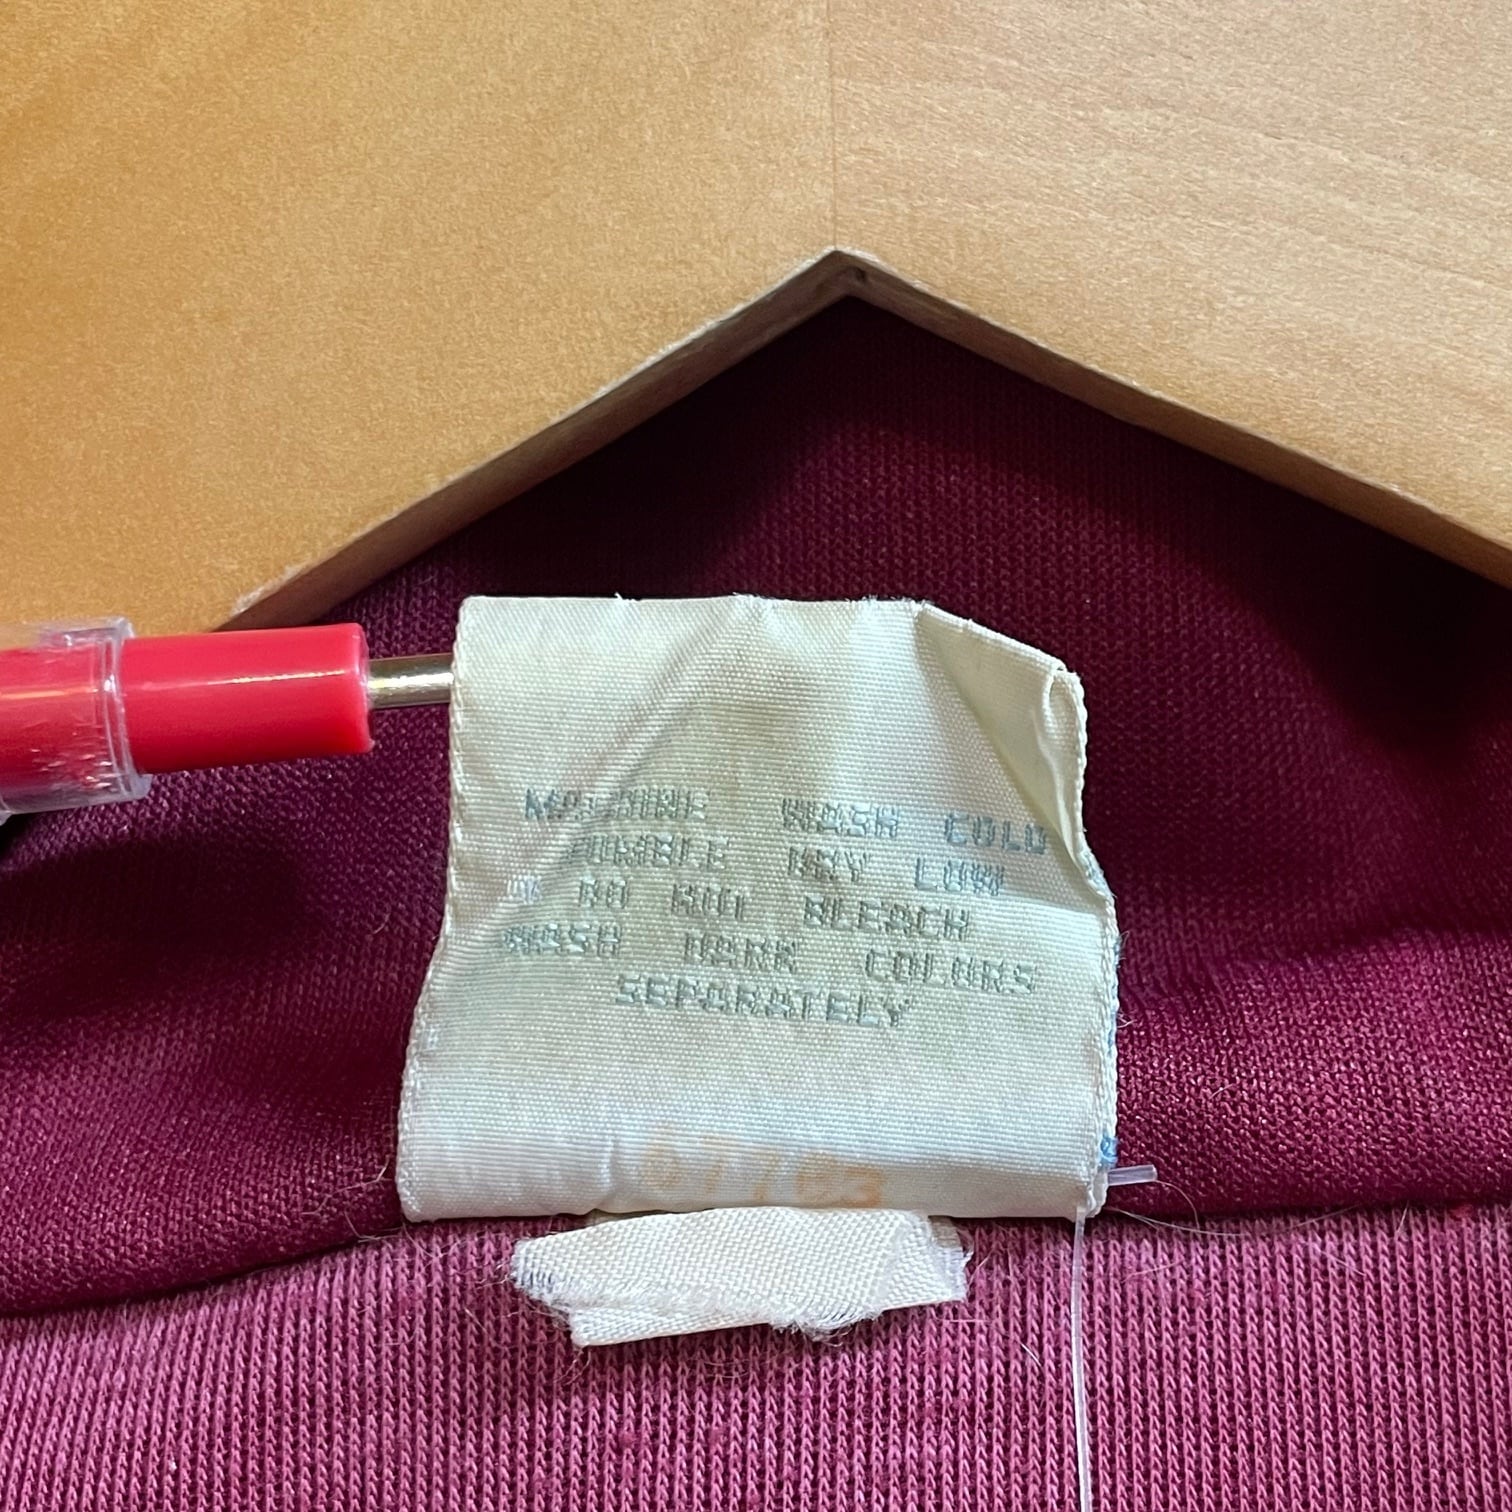 MACHINE WASH COLD
TUMBLE DRY LOW
DO NOT BLEACH
WASH DARK COLORS
SEPARATELY